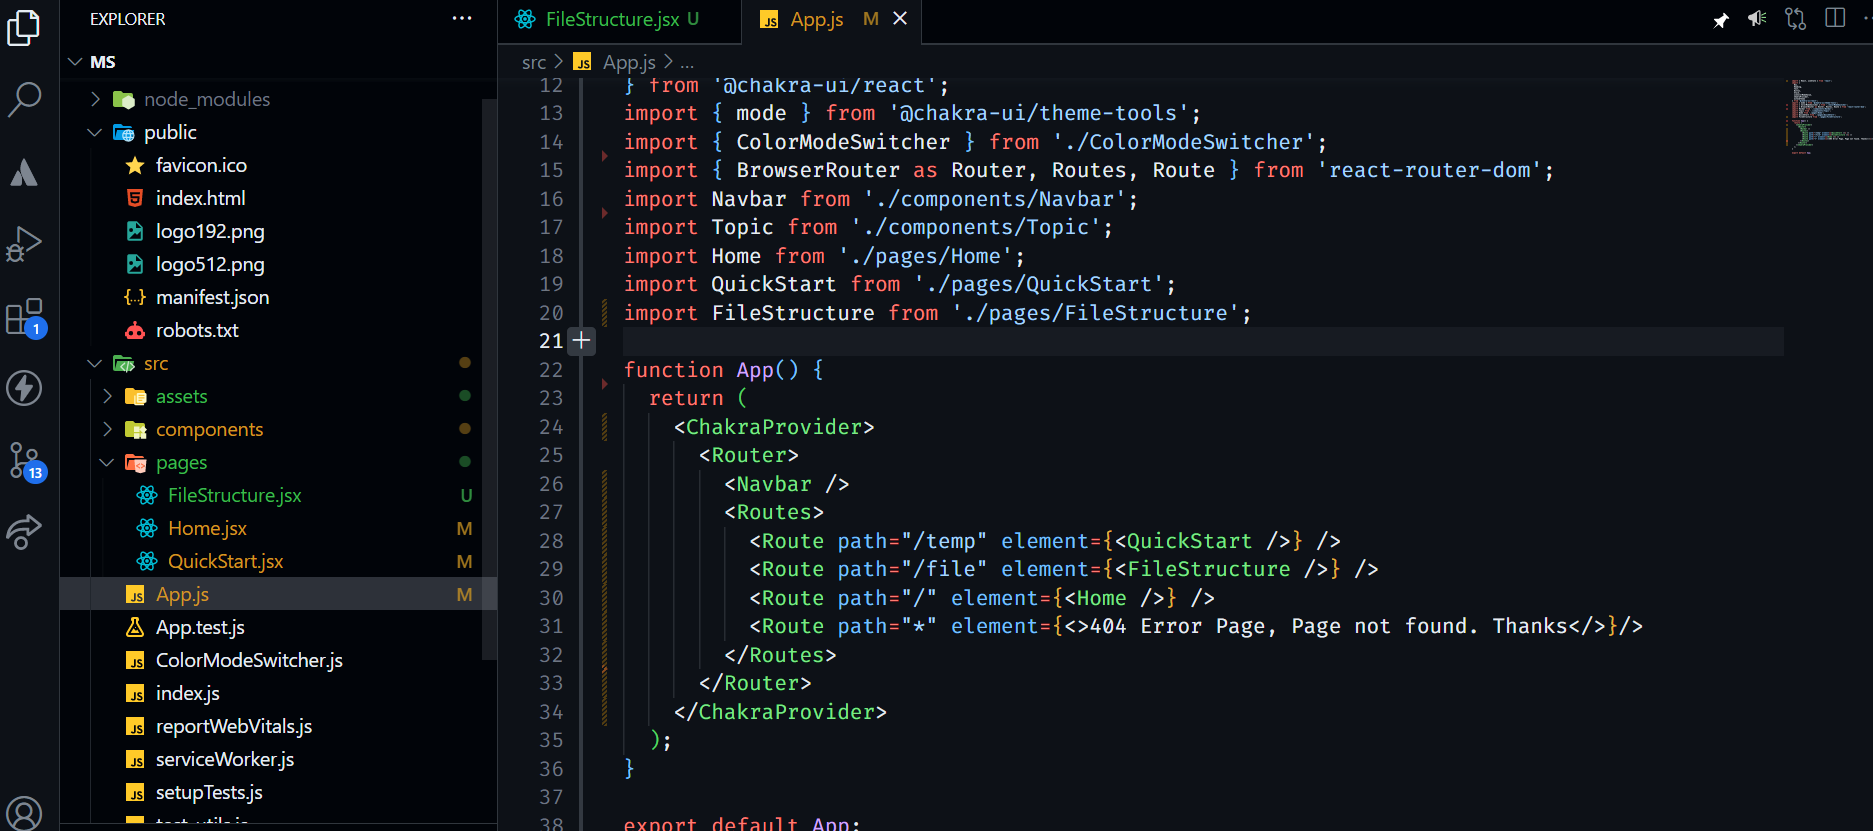 EXPLORER
MS
node_modules
public
favicon.ico
index.html
logo192.png
logo512.png
manifest.json
robots.txt
src
assets
components
pages
FileStructure.jsx U
Home.jsx M
QuickStart.jsx M
App.js M
App.test.js
ColorModeSwitcher.js
index.js
reportWebVitals.js
serviceWorker.js
setupTests.js
1
13
FileStructure.jsx U
App.js M
src > App.js > ...
12 } from '@chakra-ui/react';
13 import { mode } from '@chakra-ui/theme-tools';
14 import { ColorModeSwitcher } from './ColorModeSwitcher';
15 import { BrowserRouter as Router, Routes, Route } from 'react-router-dom';
16 import Navbar from './components/Navbar';
17 import Topic from './components/Topic';
18 import Home from './pages/Home';
19 import QuickStart from './pages/QuickStart';
20 import FileStructure from './pages/FileStructure';
21
22 function App() {
23 return (
24 <ChakraProvider>
25 <Router>
26 <Navbar />
27 <Routes>
28 <Route path="/temp" element={<QuickStart />} />
29 <Route path="/file" element={<FileStructure />} />
30 <Route path="/" element={<Home />} />
31 <Route path="*" element={<>404 Error Page, Page not found. Thanks</>}/>
32 </Routes>
33 </Router>
34 </ChakraProvider>
35 );
36 }
37
38 export default App;